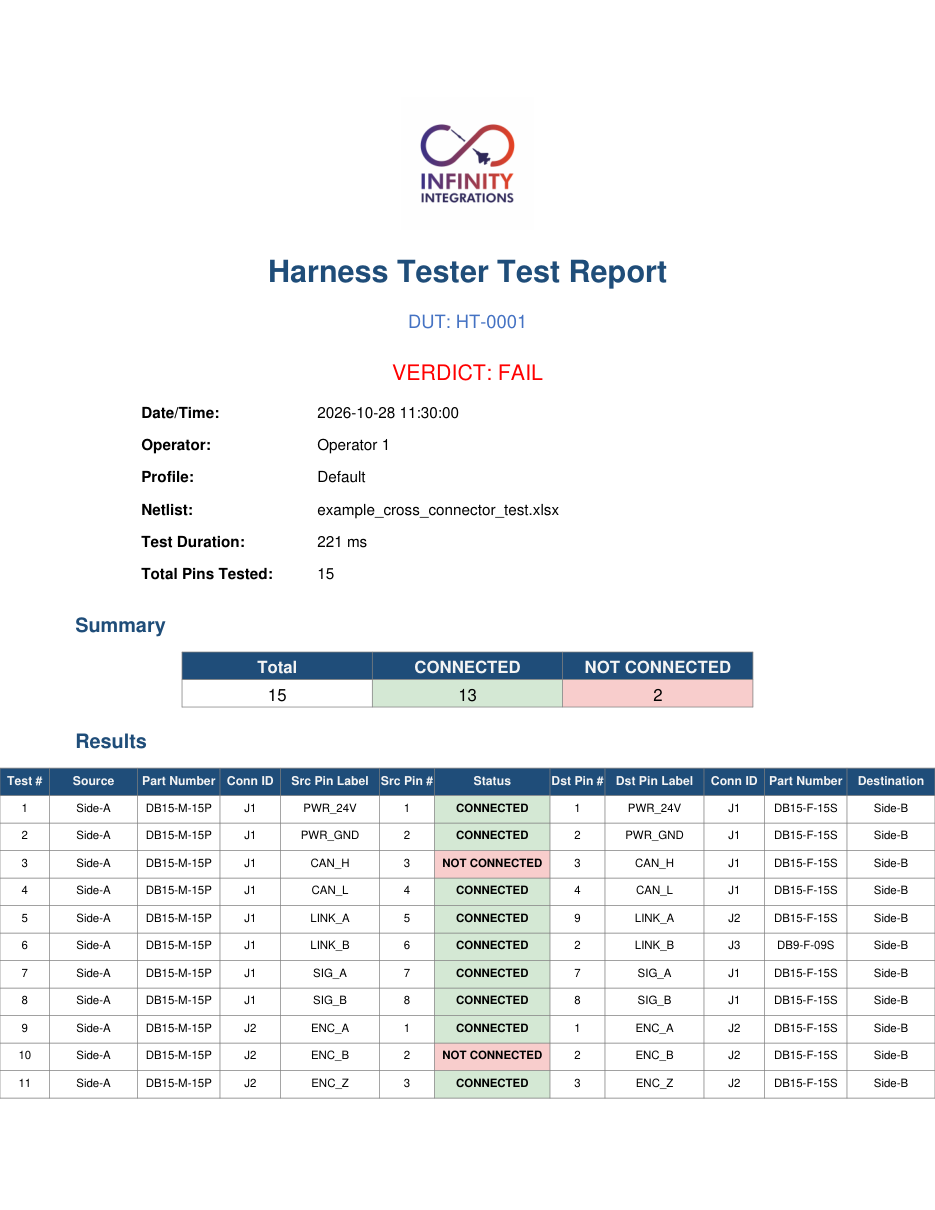 INFINITY
INTEGRATIONS
Harness Tester Test Report
DUT: HT-0001
VERDICT: FAIL
Date/Time: 2026-10-28 11:30:00
Operator: Operator 1
Profile: Default
Netlist: example_cross_connector_test.xlsx
Test Duration: 221 ms
Total Pins Tested: 15
Summary
Total CONNECTED NOT CONNECTED
15 13 2
Results
Test # Source Part Number Conn ID Src Pin Label Src Pin # Status Dst Pin # Dst Pin Label Conn ID Part Number Destination
1 Side-A DB15-M-15P J1 PWR_24V 1 CONNECTED 1 PWR_24V J1 DB15-F-15S Side-B
2 Side-A DB15-M-15P J1 PWR_GND 2 CONNECTED 2 PWR_GND J1 DB15-F-15S Side-B
3 Side-A DB15-M-15P J1 CAN_H 3 NOT CONNECTED 3 CAN_H J1 DB15-F-15S Side-B
4 Side-A DB15-M-15P J1 CAN_L 4 CONNECTED 4 CAN_L J1 DB15-F-15S Side-B
5 Side-A DB15-M-15P J1 LINK_A 5 CONNECTED 9 LINK_A J2 DB15-F-15S Side-B
6 Side-A DB15-M-15P J1 LINK_B 6 CONNECTED 2 LINK_B J3 DB9-F-09S Side-B
7 Side-A DB15-M-15P J1 SIG_A 7 CONNECTED 7 SIG_A J1 DB15-F-15S Side-B
8 Side-A DB15-M-15P J1 SIG_B 8 CONNECTED 8 SIG_B J1 DB15-F-15S Side-B
9 Side-A DB15-M-15P J2 ENC_A 1 CONNECTED 1 ENC_A J2 DB15-F-15S Side-B
10 Side-A DB15-M-15P J2 ENC_B 2 NOT CONNECTED 2 ENC_B J2 DB15-F-15S Side-B
11 Side-A DB15-M-15P J2 ENC_Z 3 CONNECTED 3 ENC_Z J2 DB15-F-15S Side-B